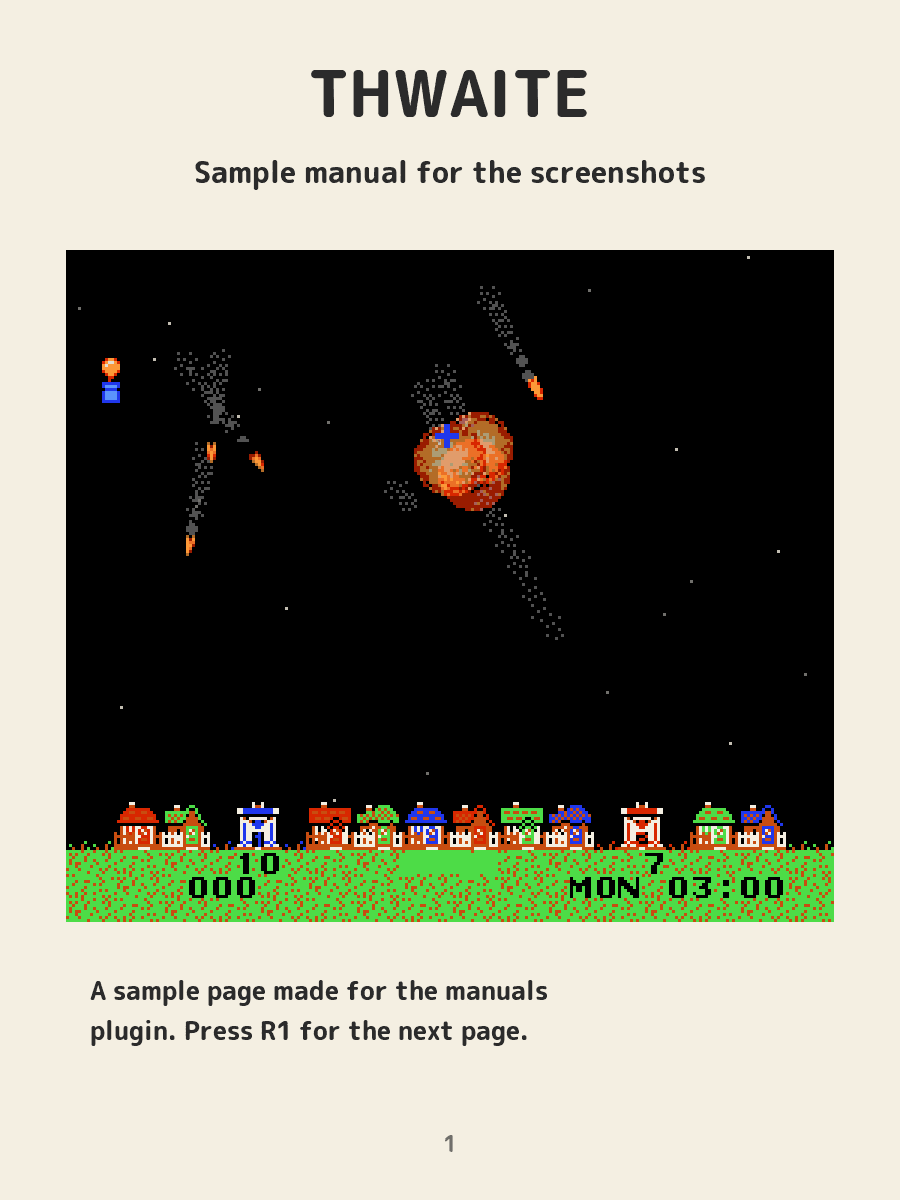 THWAITE
Sample manual for the screenshots
10 7
000 MON 03:00
A sample page made for the manuals
plugin. Press R1 for the next page.
1